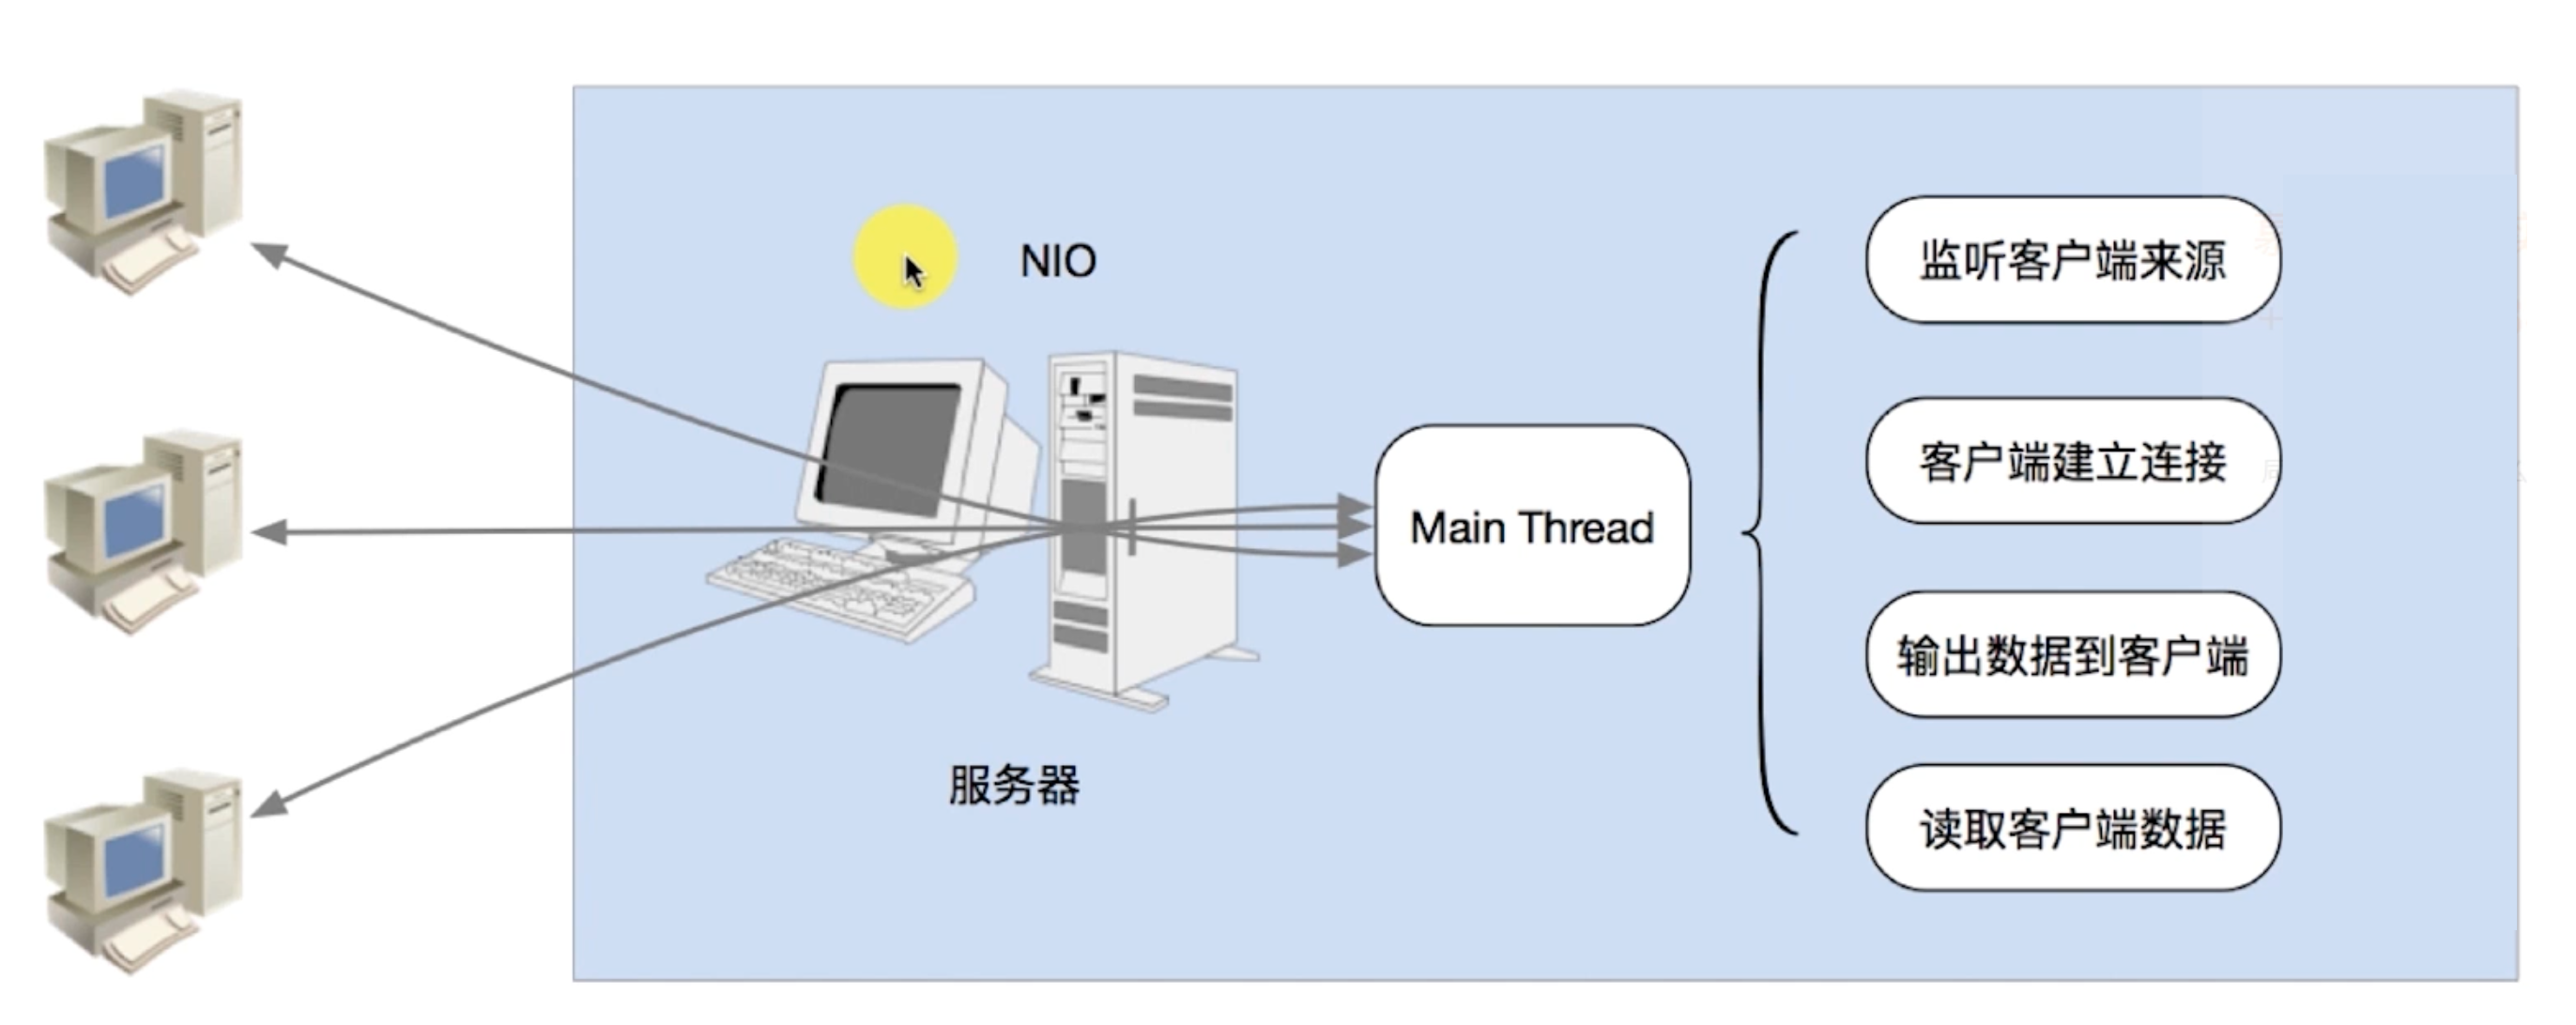 NIO
监听客户端来源
客户端建立连接
Main Thread
输出数据到客户端
服务器
读取客户端数据